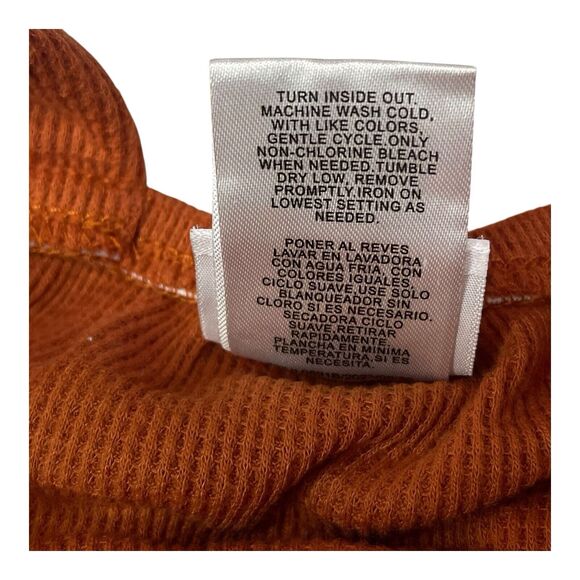 TURN INSIDE OUT.
MACHINE WASH COLD,
WITH LIKE COLORS,
GENTLE CYCLE.ONLY
NON-CHLORINE BLEACH
WHEN NEEDED.TUMBLE
DRY LOW, REMOVE
PROMPTLY.IRON ON
LOWEST SETTING AS
NEEDED.
PONER AL REVES
LAVAR EN LAVADORA
CON AGUA FRIA, CON
COLORES IGUALES,
CICLO SUAVE,USE SOLO
BLANQUEADOR SIN
CLORO SI ES NECESARIO.
SECADORA CICLO
SUAVE,RETIRAR
RAPIDAMENTE.
PLANCHA EN MINIMA
TEMPERATURA,SI ES
NECESITA.